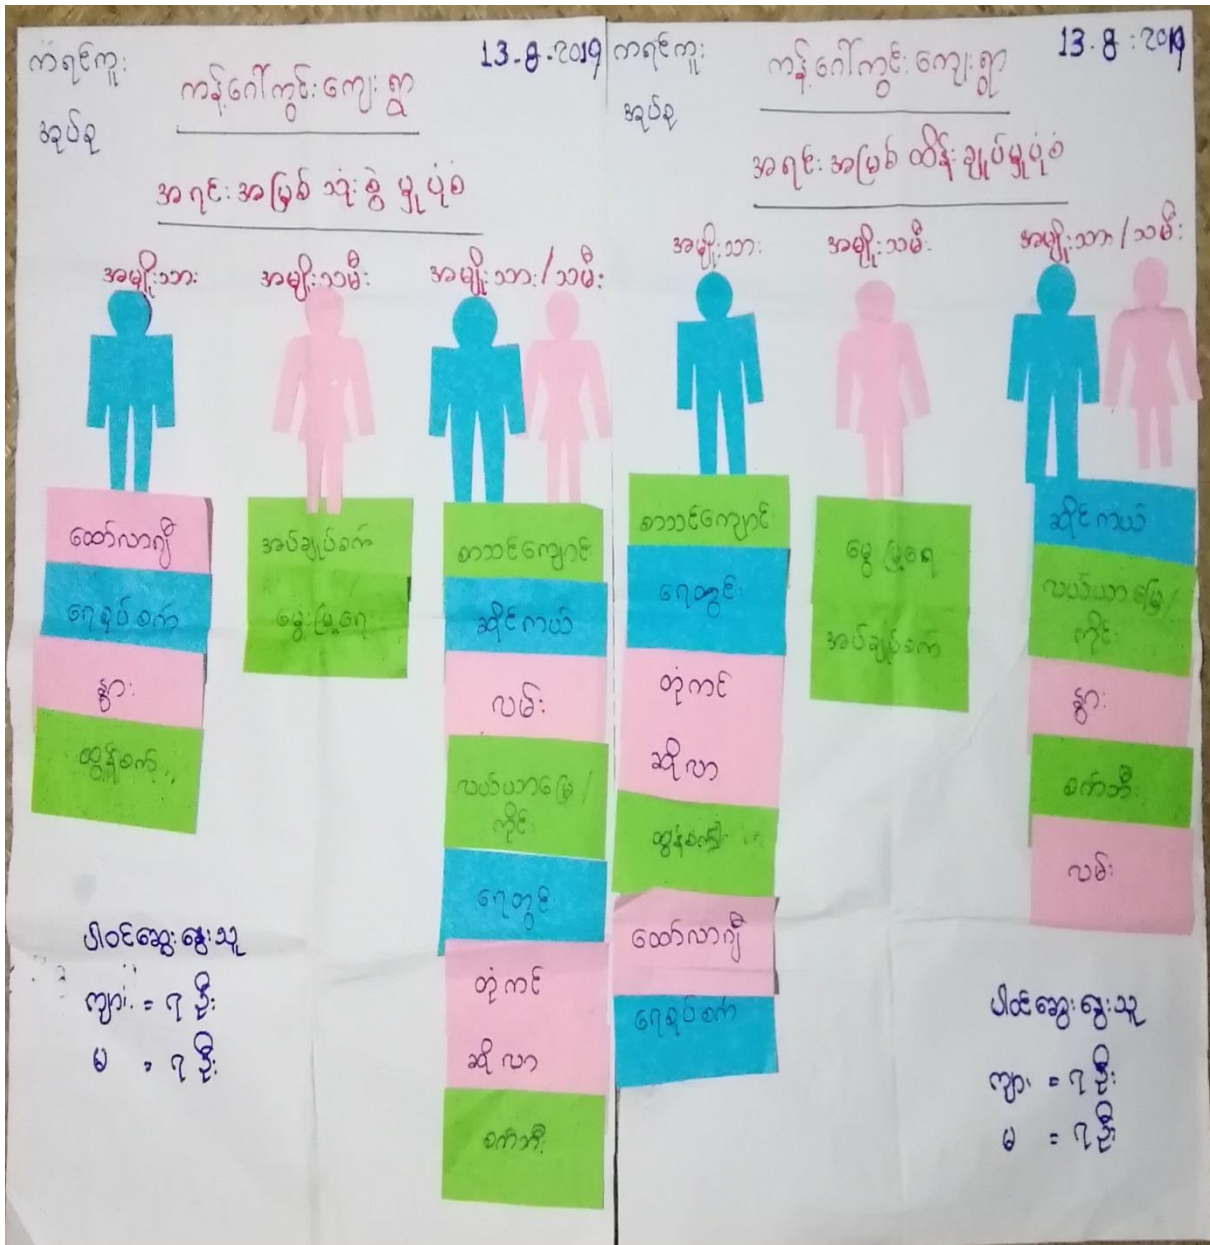 ကရင်ကူး
အုပ်စု
13-8-2019
ကန့်ဂေါ်ကွင်းကျေးရွာ
အရင်းအမြစ် သုံးစွဲမှုပုံစံ
အမျိုးသား
အမျိုးသမီး
အမျိုးသား/သမီး
ထော်လာဂျီ
ရေစုပ်စက်
နွား
ထွန်စက်
အပ်ချုပ်စက်
မွေးမြူရေး
စာသင်ကျောင်း
ဆိုင်ကယ်
လမ်း
လယ်ယာမြေ/
ကိုင်း
ရေတွင်း
တုံကင်
ဆိုလာ
စက်ဘီး
ပါဝင်ဆွေးနွေးသူ
ကျား = ၇ ဦး
မ = ၇ ဦး
ကရင်ကူး
အုပ်စု
13-8-2019
ကန့်ဂေါ်ကွင်းကျေးရွာ
အရင်းအမြစ် ထိန်းချုပ်မှုပုံစံ
အမျိုးသား
အမျိုးသမီး
အမျိုးသား/သမီး
စာသင်ကျောင်
ရေတွင်း
တုံကင်
ဆိုလာ
ထွန်စက်
ထော်လာဂျီ
ရေစုပ်စက်
မွေးမြူရေ
အပ်ချုပ်စက်
ဆိုင်ကယ်
လယ်ယာမြေ/
ကိုင်း
နွား
စက်ဘီး
လမ်း
ပါဝင်ဆွေးနွေးသူ
ကျား = ၇ ဦး
မ = ၇ ဦး